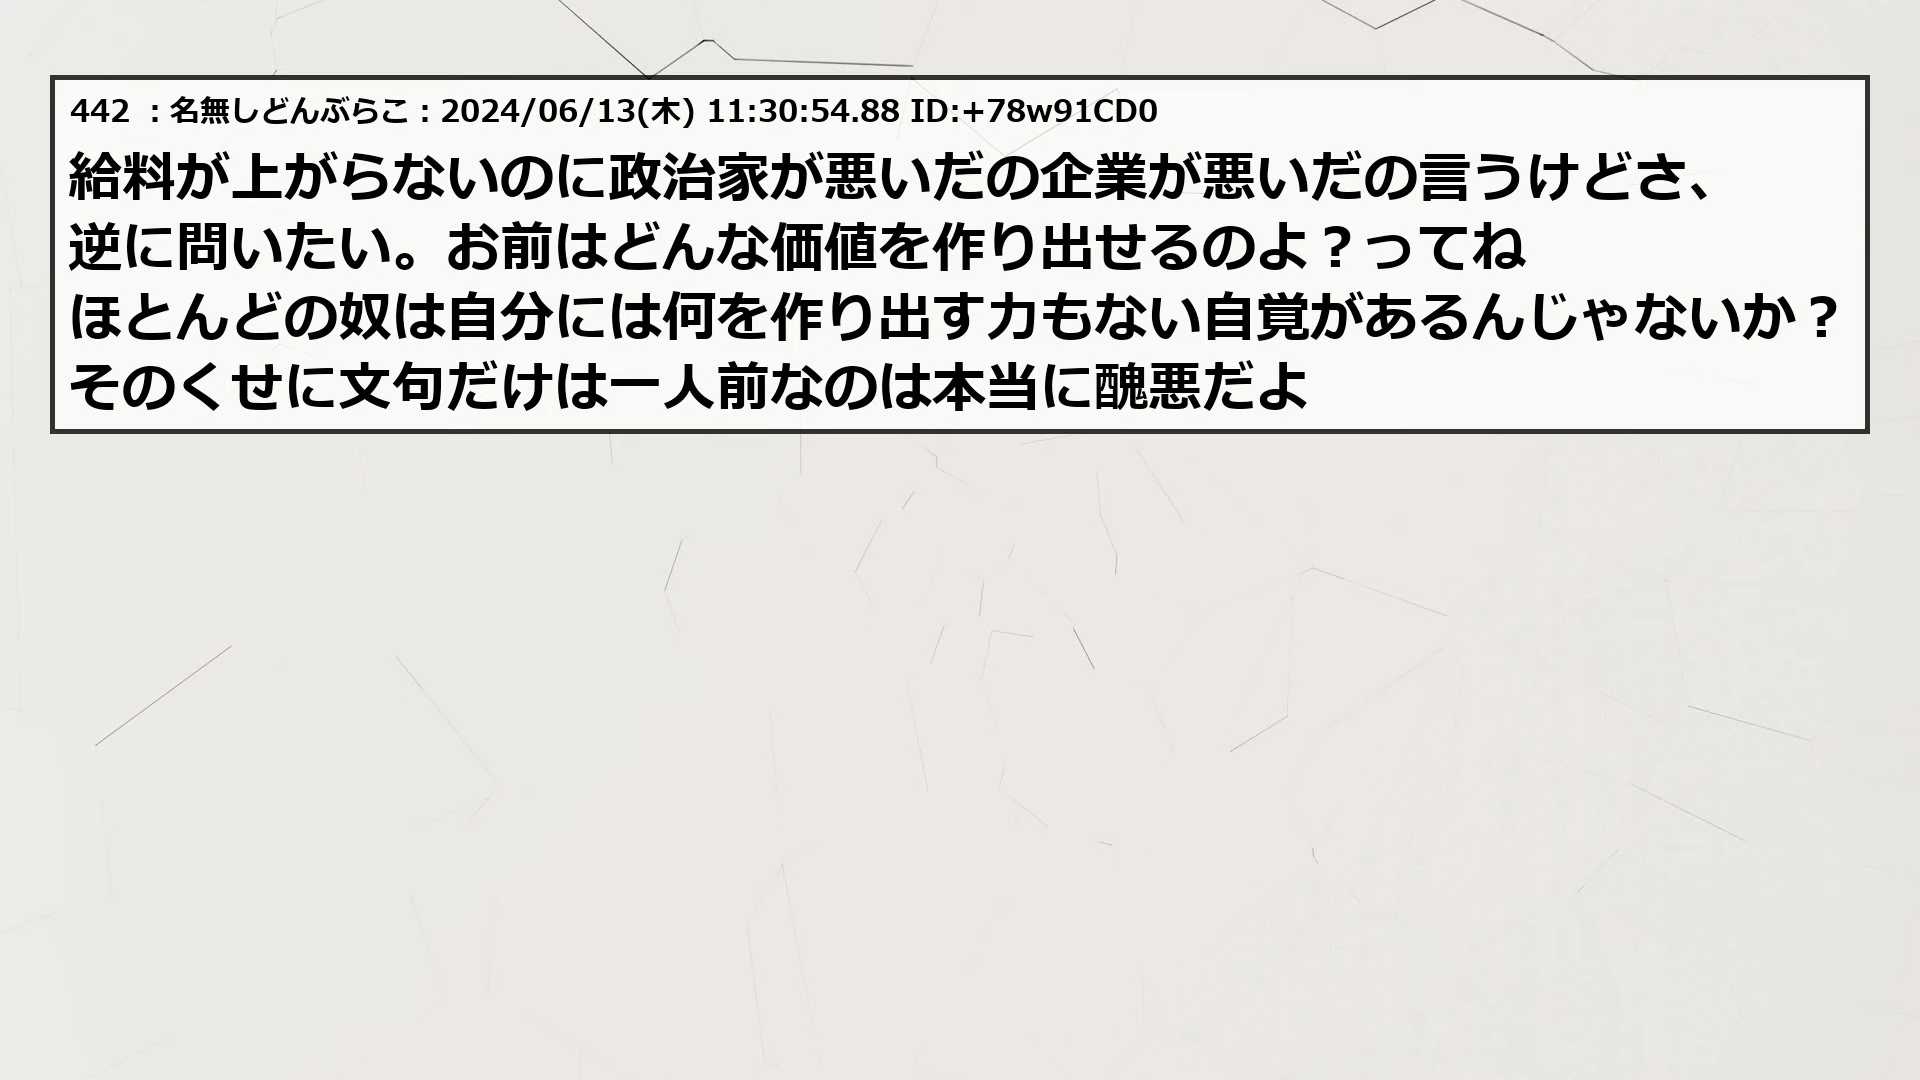 442 ：名無しどんぶらこ：2024/06/13(木) 11:30:54.88 ID:+78w91CD0
給料が上がらないのに政治家が悪いだの企業が悪いだの言うけどさ、
逆に問いたい。お前はどんな価値を作り出せるのよ？ってね
ほとんどの奴は自分には何を作り出す力もない自覚があるんじゃないか？
そのくせに文句だけは一人前なのは本当に醜悪だよ